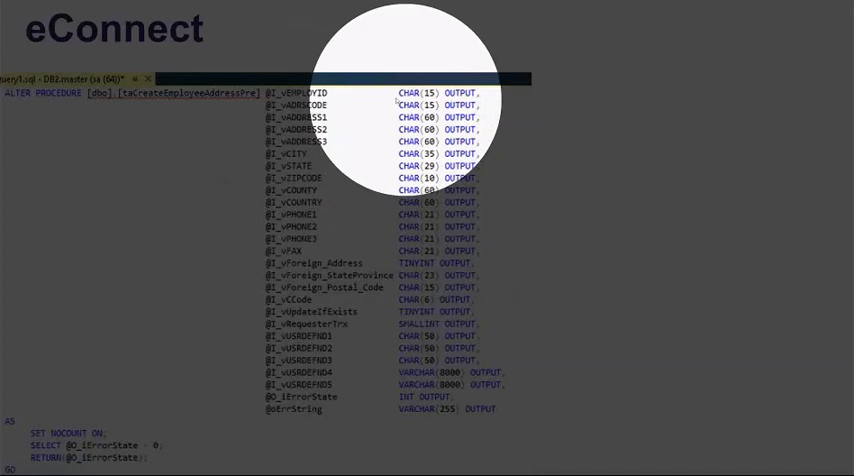 eConnect
uery1.sql - DB2.master (sa (64))*
ALTER PROCEDURE [dbo].[taCreateEmployeeAddressPre] @I_vEMPLOYID CHAR(15) OUTPUT,
@I_vADRSCODE CHAR(15) OUTPUT,
@I_vADDRESS1 CHAR(60) OUTPUT,
@I_vADDRESS2 CHAR(60) OUTPUT,
@I_vADDRESS3 CHAR(60) OUTPUT,
@I_vCITY CHAR(35) OUTPUT,
@I_vSTATE CHAR(29) OUTPUT,
@I_vZIPCODE CHAR(10) OUTPUT,
@I_vCOUNTY CHAR(60) OUTPUT,
@I_vCOUNTRY CHAR(60) OUTPUT,
@I_vPHONE1 CHAR(21) OUTPUT,
@I_vPHONE2 CHAR(21) OUTPUT,
@I_vPHONE3 CHAR(21) OUTPUT,
@I_vFAX CHAR(21) OUTPUT,
@I_vForeign_Address TINYINT OUTPUT,
@I_vForeign_StateProvince CHAR(23) OUTPUT,
@I_vForeign_Postal_Code CHAR(15) OUTPUT,
@I_vCCode CHAR(6) OUTPUT,
@I_vUpdateIfExists TINYINT OUTPUT,
@I_vRequesterTrx SMALLINT OUTPUT,
@I_vUSRDEFND1 CHAR(50) OUTPUT,
@I_vUSRDEFND2 CHAR(50) OUTPUT,
@I_vUSRDEFND3 CHAR(50) OUTPUT,
@I_vUSRDEFND4 VARCHAR(8000) OUTPUT,
@I_vUSRDEFND5 VARCHAR(8000) OUTPUT,
@O_iErrorState INT OUTPUT,
@oErrString VARCHAR(255) OUTPUT
AS
SET NOCOUNT ON;
SELECT @O_iErrorState = 0;
RETURN(@O_iErrorState);
GO